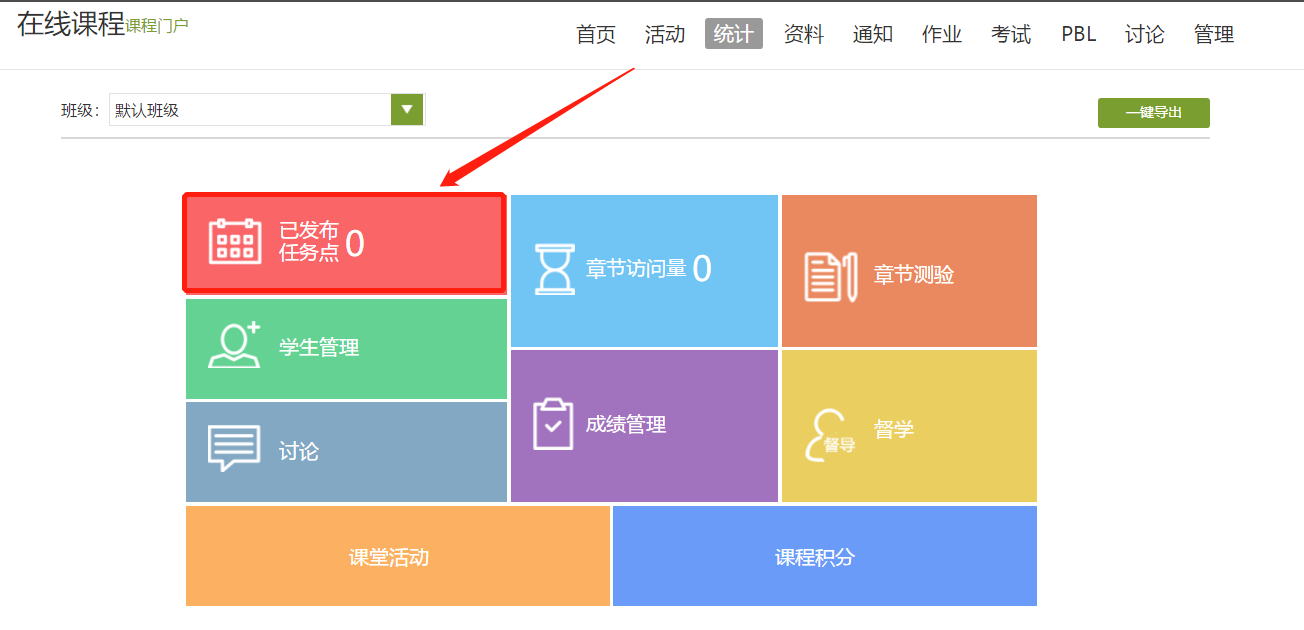 在线课程课程门户
首页 活动 统计 资料 通知 作业 考试 PBL 讨论 管理
班级： 默认班级
一键导出
已发布
任务点 0
章节访问量 0
章节测验
学生管理
成绩管理
督导
督学
讨论
课堂活动
课程积分